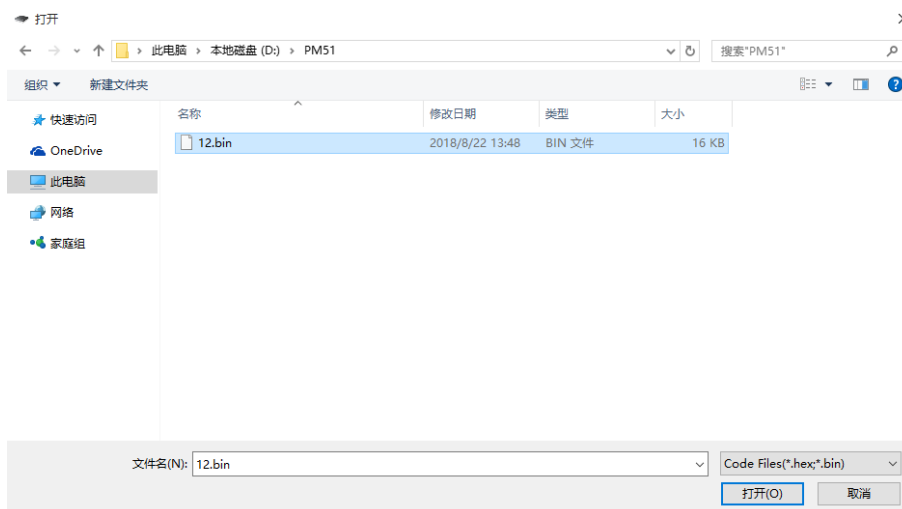 打开
此电脑 › 本地磁盘 (D:) › PM51
搜索"PM51"
组织 新建文件夹
名称 修改日期 类型 大小
快速访问
12.bin 2018/8/22 13:48 BIN 文件 16 KB
OneDrive
此电脑
网络
家庭组
文件名(N): 12.bin Code Files(*.hex;*.bin)
打开(O) 取消